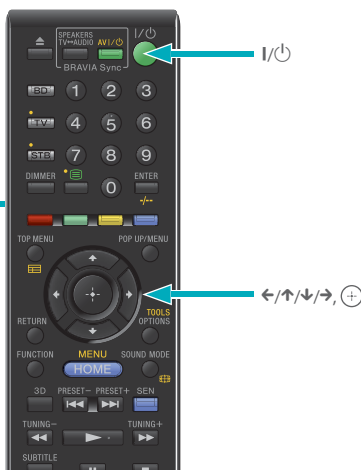 SPEAKERS
TV↔AUDIO AV I/⏻ I/⏻
BRAVIA Sync
I/⏻
BD 1 2 3
TV 4 5 6
STB 7 8 9
DIMMER ENTER
0 -/--
TOP MENU POP UP/MENU
←/↑/↓/→,
TOOLS
RETURN OPTIONS
FUNCTION MENU SOUND MODE
HOME
3D PRESET– PRESET+ SEN
TUNING– TUNING+
SUBTITLE